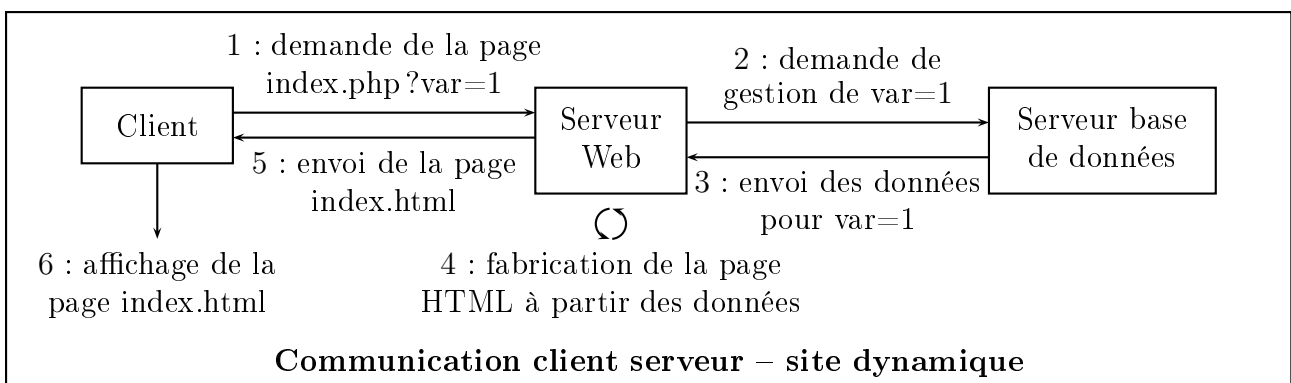 1 : demande de la page
index.php ?var=1
2 : demande de
gestion de var=1
Client
Serveur
Web
Serveur base
de données
5 : envoi de la page
index.html
3 : envoi des données
pour var=1
6 : affichage de la
page index.html
4 : fabrication de la page
HTML à partir des données
Communication client serveur – site dynamique